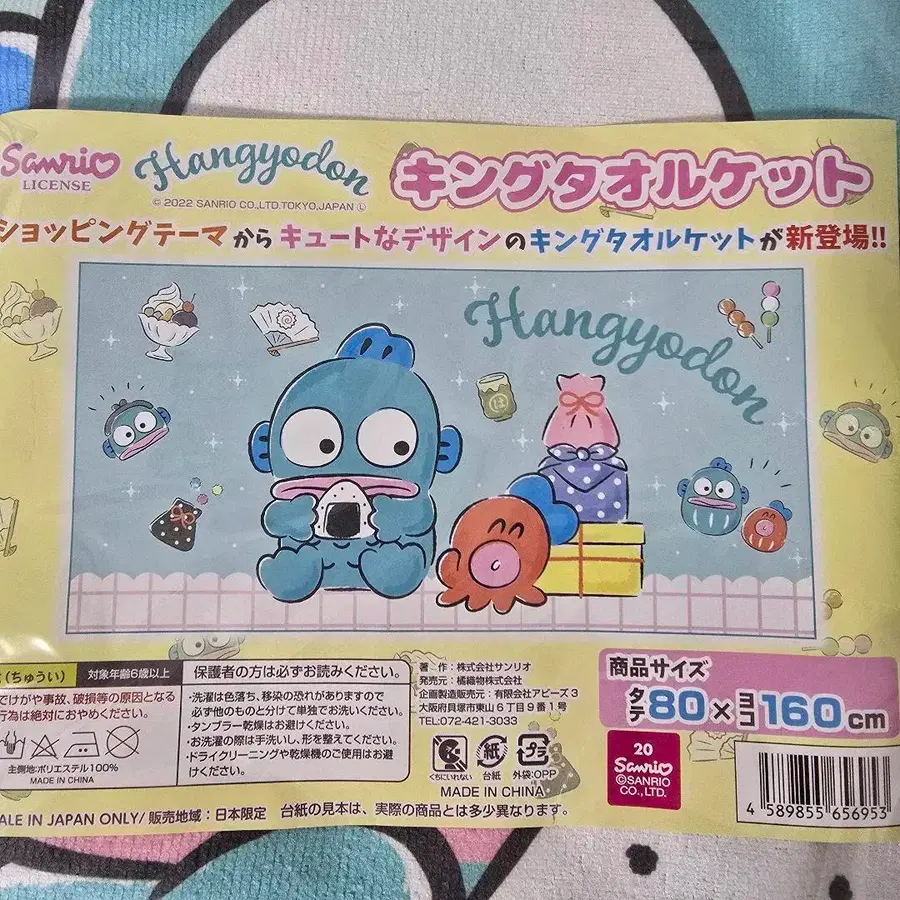 Sanrio
LICENSE
Hangyodon
© 2022 SANRIO CO.,LTD.TOKYO,JAPAN Ⓛ
キングタオルケット
ショッピングテーマからキュートなデザインのキングタオルケットが新登場!!
Hangyodon
は
(ちゅうい)
対象年齢6歳以上
でけがや事故、破損等の原因となる
行為は絶対におやめください。
主側地:ポリエステル100%
MADE IN CHINA
保護者の方は必ずお読みください。
・洗濯は色落ち、移染の恐れがありますので
必ず他のものと分けて単独でお洗いください。
・タンブラー乾燥はお避けください。
・お洗濯の際は手洗いし、形を整えてください。
・ドライクリーニングや乾燥機のご使用はお避
けください。
著・作:株式会社サンリオ
発売元:橘織物株式会社
企画製造販売元:有限会社アピーズ3
大阪府貝塚市東山6丁目9番1号
TEL:072-421-3033
くちにいれない
紙
台紙
プラ
外袋:OPP
MADE IN CHINA
商品サイズ
タテ80×ヨコ160cm
20
Sanrio
©SANRIO
CO., LTD.
4 589855 656953
ALE IN JAPAN ONLY/ 販売地域:日本限定
台紙の見本は、実際の商品とは多少異なります。